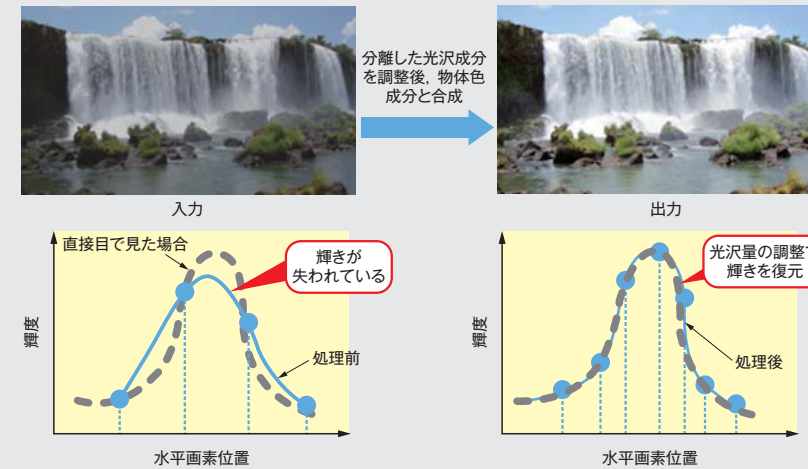 分離した光沢成分
を調整後，物体色
成分と合成
入力
出力
直接目で見た場合
輝きが
失われている
処理前
輝度
水平画素位置
光沢量の調整
輝きを復元
処理後
輝度
水平画素位置